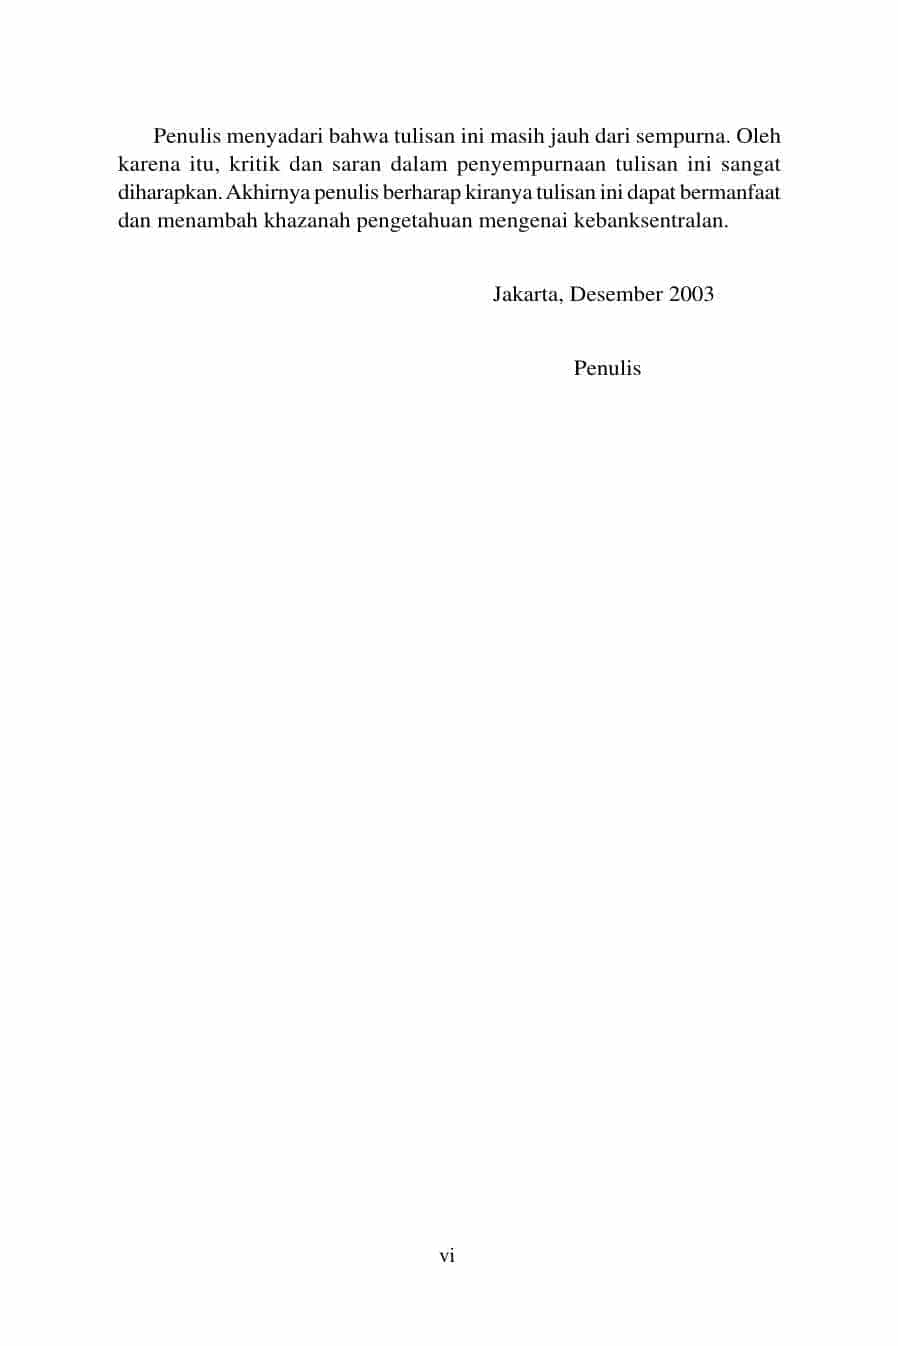 Penulis menyadari bahwa tulisan ini masih jauh dari sempurna. Oleh
karena itu, kritik dan saran dalam penyempurnaan tulisan ini sangat
diharapkan. Akhirnya penulis berharap kiranya tulisan ini dapat bermanfaat
dan menambah khazanah pengetahuan mengenai kebanksentralan.
Jakarta, Desember 2003
Penulis
vi